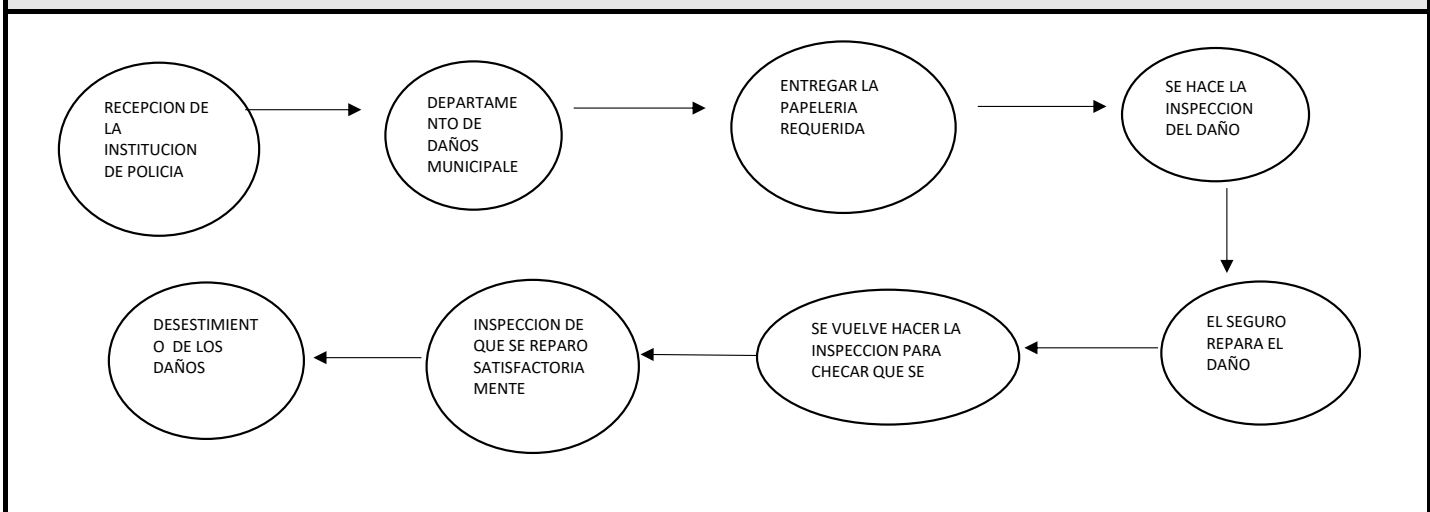 RECEPCION DE
LA
INSTITUCION
DE POLICIA
DEPARTAME
NTO DE
DAÑOS
MUNICIPALE
ENTREGAR LA
PAPELERIA
REQUERIDA
SE HACE LA
INSPECCION
DEL DAÑO
EL SEGURO
REPARA EL
DAÑO
SE VUELVE HACER LA
INSPECCION PARA
CHECAR QUE SE
INSPECCION DE
QUE SE REPARO
SATISFACTORIA
MENTE
DESESTIMIENT
O DE LOS
DAÑOS